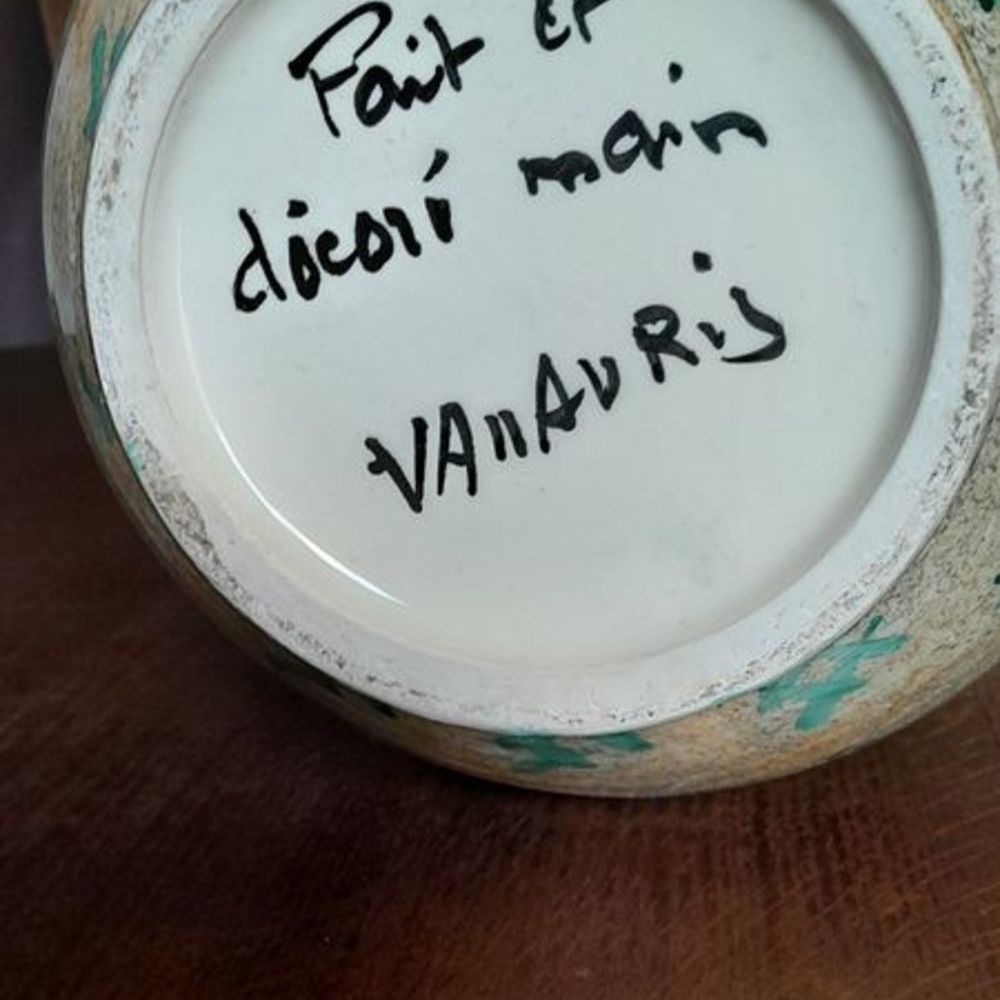 Fait et
décoré main
VAllAuRis